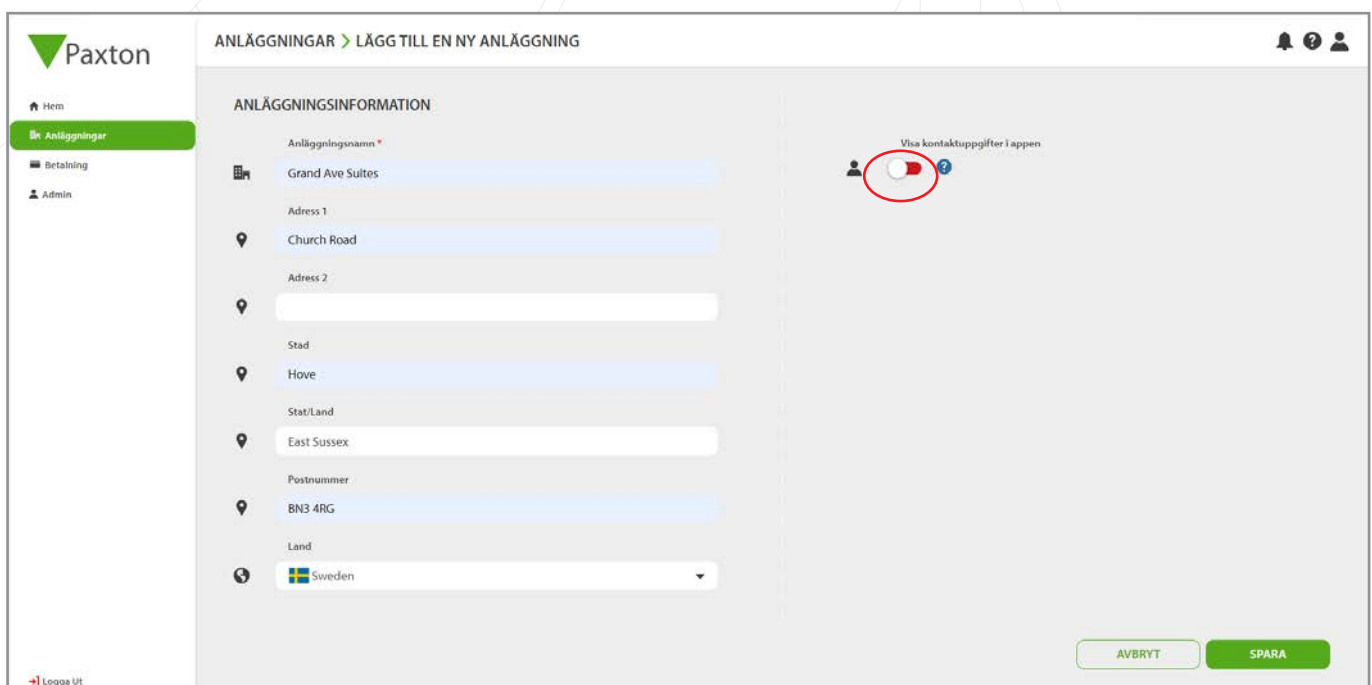 Paxton
ANLÄGGNINGAR > LÄGG TILL EN NY ANLÄGGNING
Hem
Anläggningar
Betalning
Admin
Logga Ut
ANLÄGGNINGSINFORMATION
Anläggningsnamn *
Grand Ave Suites
Adress 1
Church Road
Adress 2
Stad
Hove
Stat/Land
East Sussex
Postnummer
BN3 4RG
Land
Sweden
Visa kontaktuppgifter i appen
?
AVBRYT
SPARA